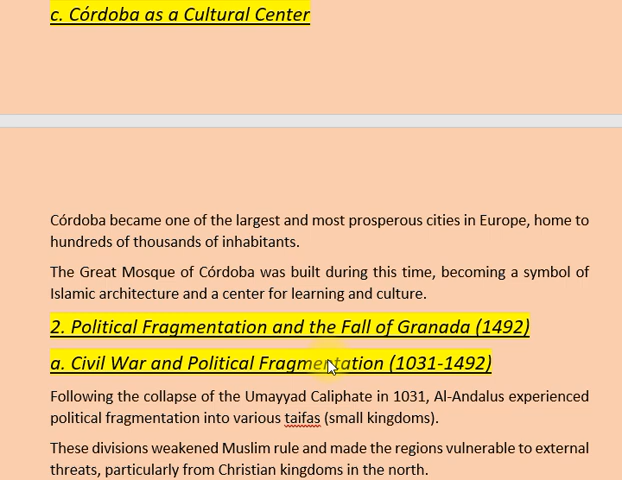 c. Córdoba as a Cultural Center
Córdoba became one of the largest and most prosperous cities in Europe, home to
hundreds of thousands of inhabitants.
The Great Mosque of Córdoba was built during this time, becoming a symbol of
Islamic architecture and a center for learning and culture.
2. Political Fragmentation and the Fall of Granada (1492)
a. Civil War and Political Fragmentation (1031-1492)
Following the collapse of the Umayyad Caliphate in 1031, Al-Andalus experienced
political fragmentation into various taifas (small kingdoms).
These divisions weakened Muslim rule and made the regions vulnerable to external
threats, particularly from Christian kingdoms in the north.